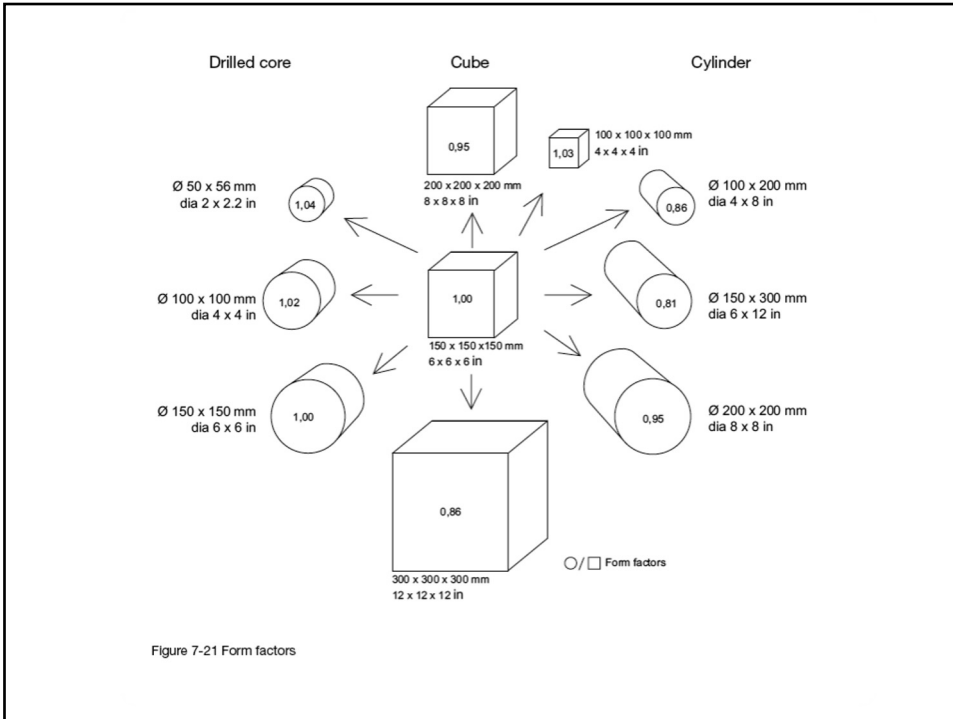 Drilled core
Cube
Cylinder
0,95
200 x 200 x 200 mm
8 x 8 x 8 in
1,03
100 x 100 x 100 mm
4 x 4 x 4 in
Ø 50 x 56 mm
dia 2 x 2.2 in
1,04
0,86
Ø 100 x 200 mm
dia 4 x 8 in
Ø 100 x 100 mm
dia 4 x 4 in
1,02
1,00
150 x 150 x150 mm
6 x 6 x 6 in
0,81
Ø 150 x 300 mm
dia 6 x 12 in
Ø 150 x 150 mm
dia 6 x 6 in
1,00
0,95
Ø 200 x 200 mm
dia 8 x 8 in
0,86
300 x 300 x 300 mm
12 x 12 x 12 in
○/□ Form factors
Figure 7-21 Form factors